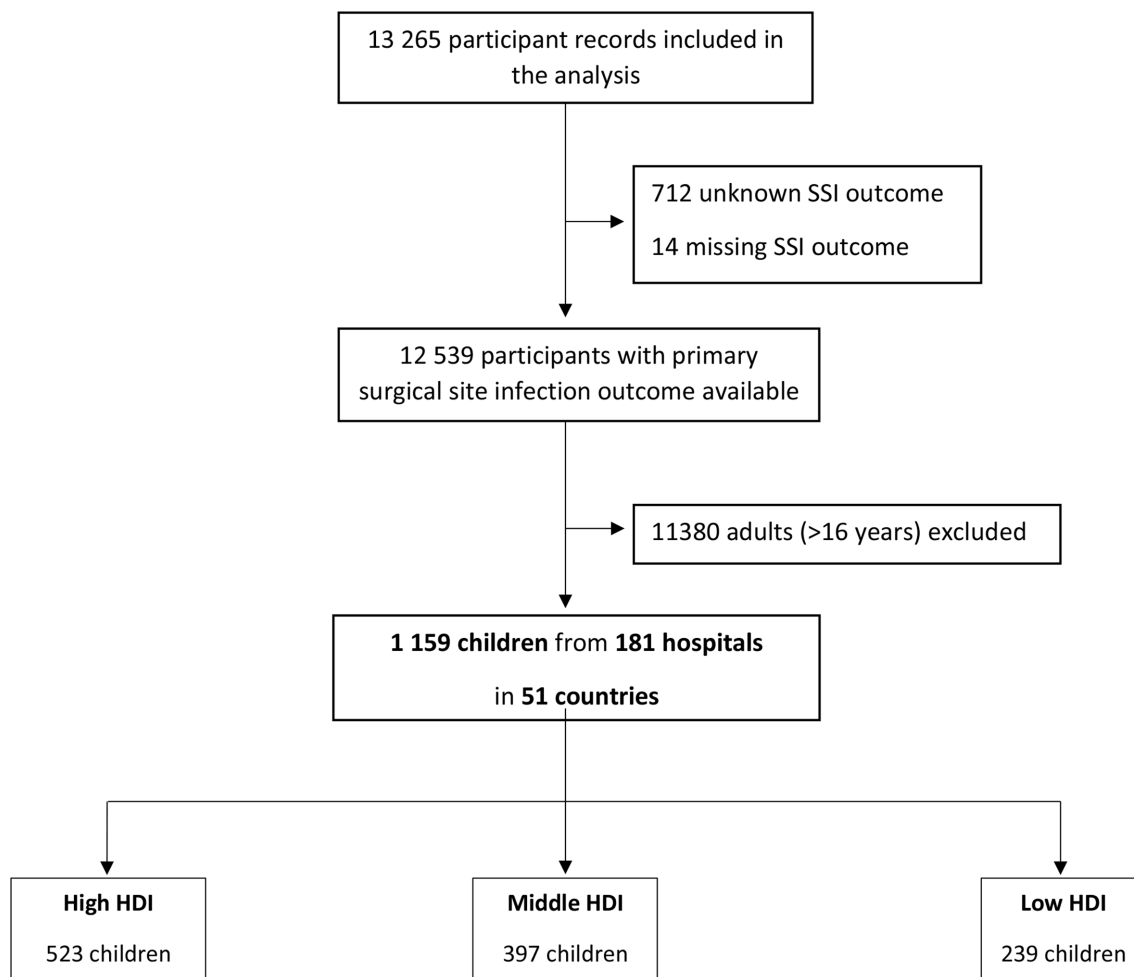 13 265 participant records included in
the analysis
712 unknown SSI outcome
14 missing SSI outcome
12 539 participants with primary
surgical site infection outcome available
11380 adults (>16 years) excluded
1 159 children from 181 hospitals
in 51 countries
High HDI
523 children
Middle HDI
397 children
Low HDI
239 children